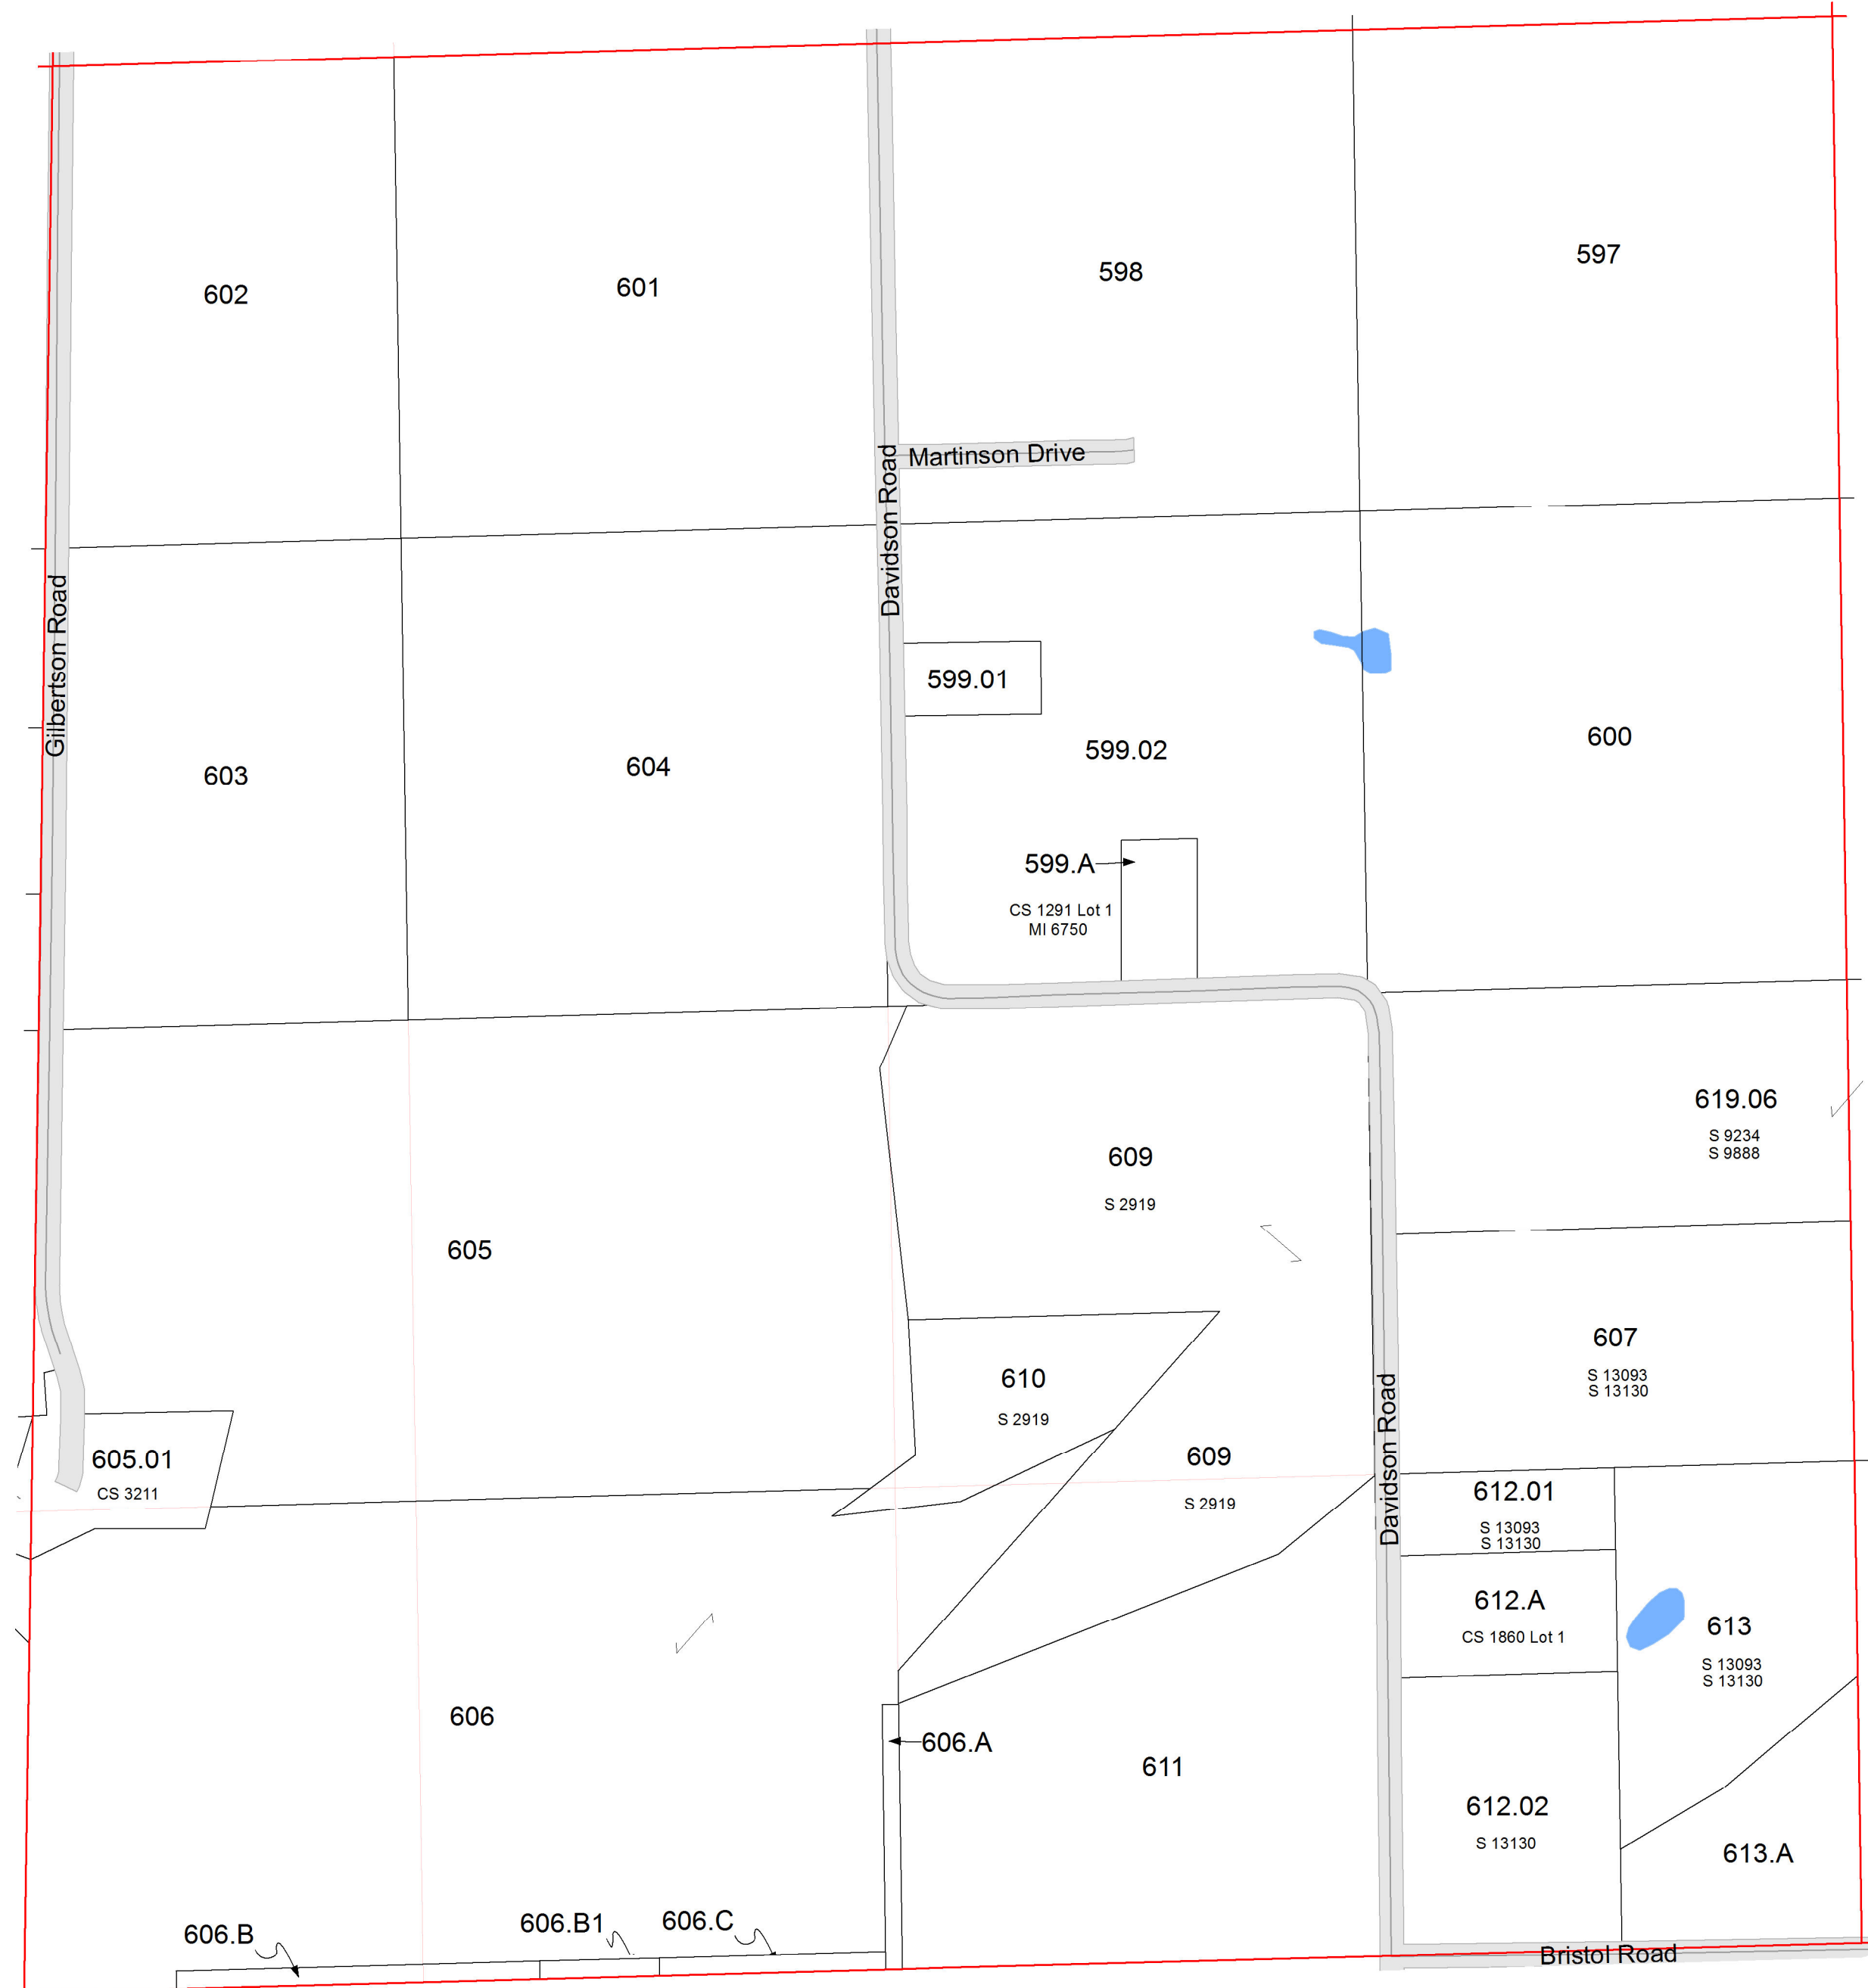 597
598
602
601
Martinson Drive
Davidson Road
Gilbertson Road
599.01
600
599.02
604
603
599.A
CS 1291 Lot 1
MI 6750
619.06
S 9234
S 9888
609
S 2919
605
607
S 13093
S 13130
610
S 2919
Davidson Road
609
S 2919
605.01
CS 3211
612.01
S 13093
S 13130
612.A
CS 1860 Lot 1
613
S 13093
S 13130
606
606.A
611
612.02
S 13130
613.A
606.B
606.B1
606.C
Bristol Road